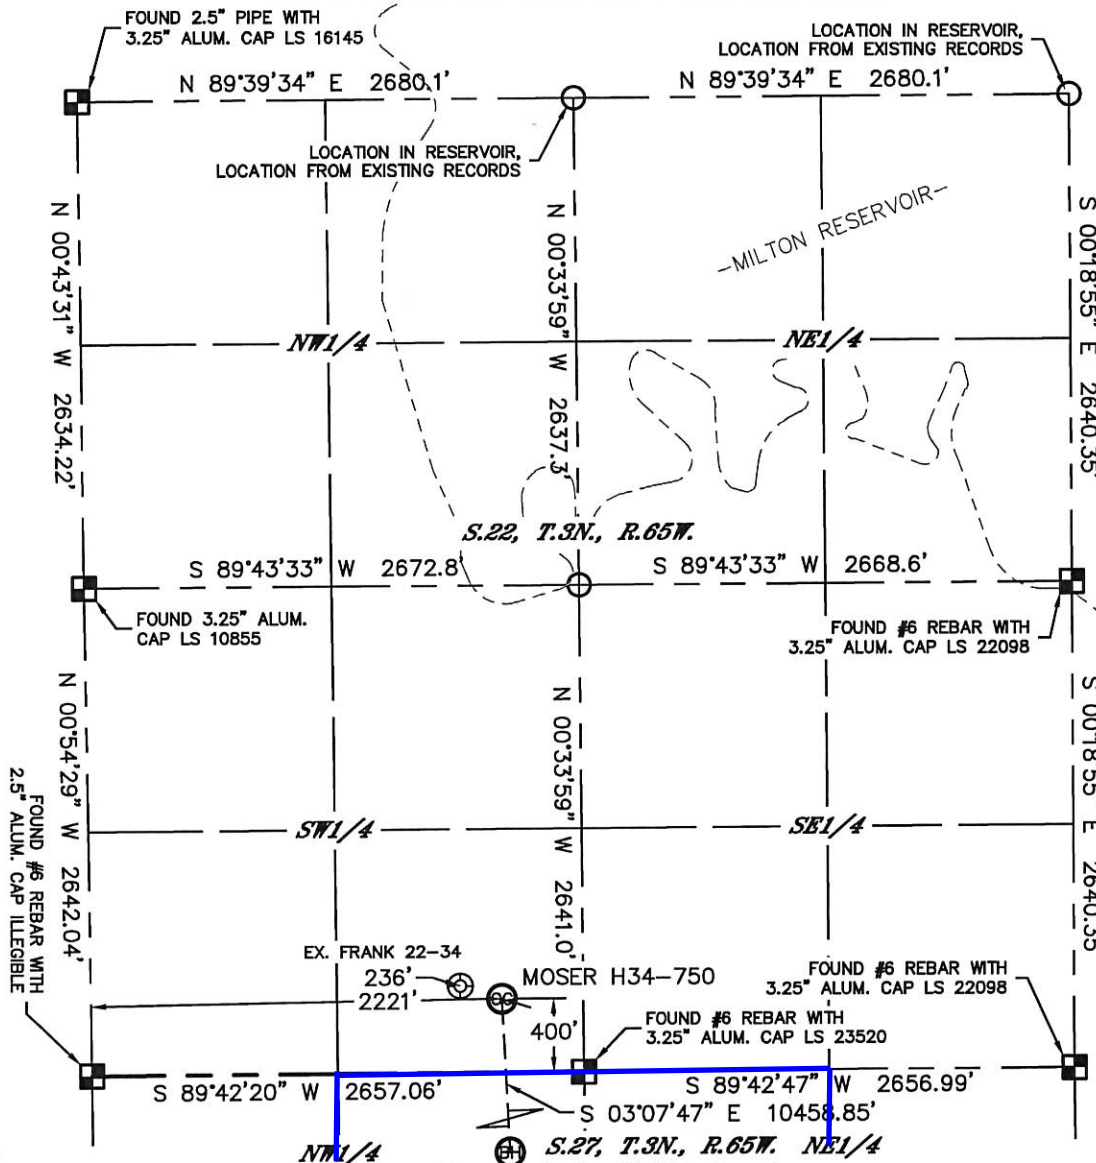 FOUND 2.5" PIPE WITH
3.25" ALUM. CAP LS 16145
LOCATION IN RESERVOIR,
LOCATION FROM EXISTING RECORDS
N 89°39'34" E 2680.1'
N 89°39'34" E 2680.1'
LOCATION IN RESERVOIR,
LOCATION FROM EXISTING RECORDS
N 00°43'31" W 2634.22'
N 00°33'59" W 2637.3'
-MILTON RESERVOIR-
S 00°18'55" E 2640.35'
NW1/4
NE1/4
S.22, T.3N., R.65W.
S 89°43'33" W 2672.8'
S 89°43'33" W 2668.6'
FOUND 3.25" ALUM.
CAP LS 10855
FOUND #6 REBAR WITH
3.25" ALUM. CAP LS 22098
N 00°54'29" W 2642.04'
N 00°33'59" W 2641.0'
S 00°18'55" E 2640.35'
FOUND #6 REBAR WITH
2.5" ALUM. CAP ILLEGIBLE
SW1/4
SE1/4
EX. FRANK 22-34
236'
2221'
MOSER H34-750
400'
FOUND #6 REBAR WITH
3.25" ALUM. CAP LS 22098
FOUND #6 REBAR WITH
3.25" ALUM. CAP LS 23520
S 89°42'20" W 2657.06'
S 89°42'47" W 2656.99'
S 03°07'47" E 10458.85'
NW1/4
BH
S.27, T.3N., R.65W.
NE1/4